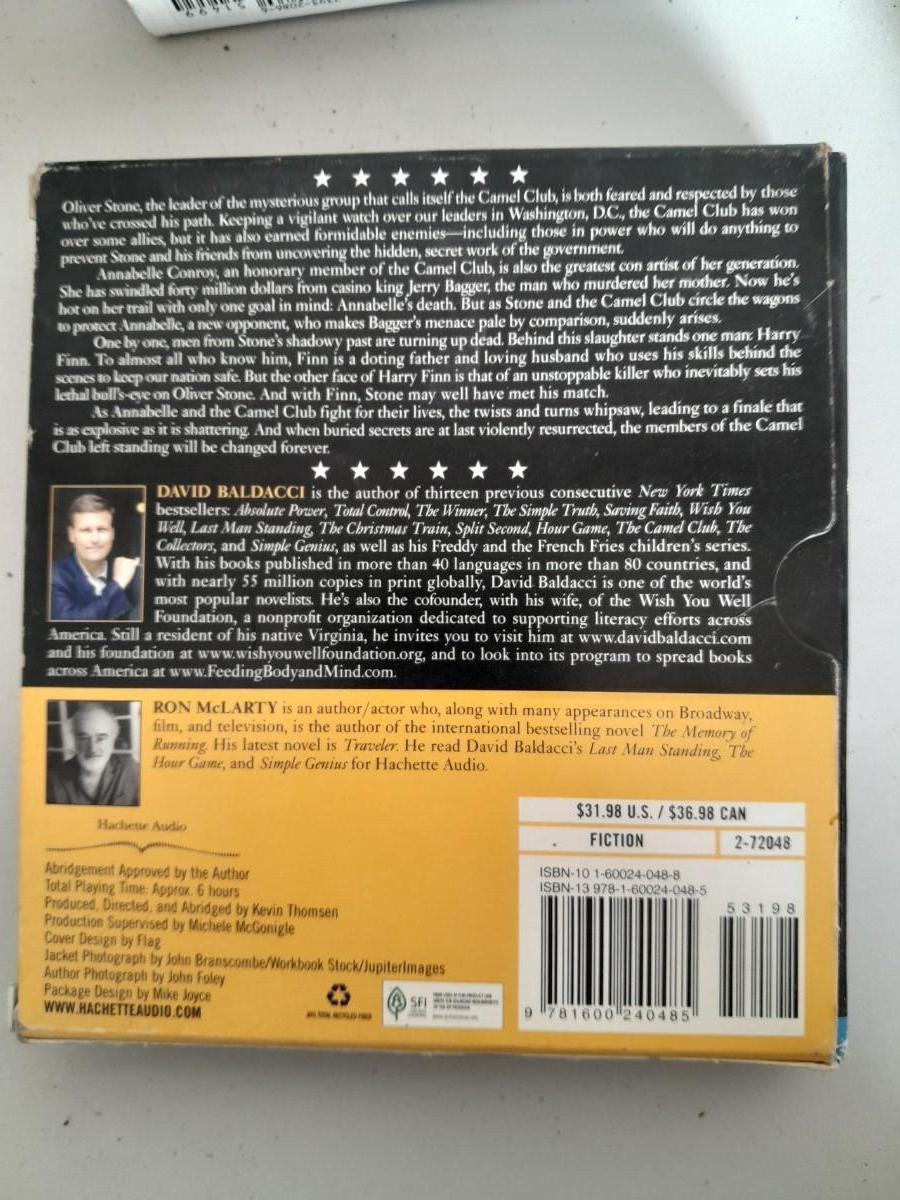 Oliver Stone, the leader of the mysterious group that calls itself the Camel Club, is both feared and respected by those
who've crossed his path. Keeping a vigilant watch over our leaders in Washington, D.C., the Camel Club has won
over some allies, but it has also earned formidable enemies—including those in power who will do anything to
prevent Stone and his friends from uncovering the hidden, secret work of the government.
Annabelle Conroy, an honorary member of the Camel Club, is also the greatest con artist of her generation.
She has swindled forty million dollars from casino king Jerry Bagger, the man who murdered her mother. Now he's
hot on her trail with only one goal in mind: Annabelle's death. But as Stone and the Camel Club circle the wagons
to protect Annabelle, a new opponent, who makes Bagger's menace pale by comparison, suddenly arises.
One by one, men from Stone's shadowy past are turning up dead. Behind this slaughter stands one man: Harry
Finn. To almost all who know him, Finn is a doting father and loving husband who uses his skills behind the
scenes to keep our nation safe. But the other face of Harry Finn is that of an unstoppable killer who inevitably sets his
lethal bull's-eye on Oliver Stone. And with Finn, Stone may well have met his match.
As Annabelle and the Camel Club fight for their lives, the twists and turns whipsaw, leading to a finale that
is as explosive as it is shattering. And when buried secrets are at last violently resurrected, the members of the Camel
Club left standing will be changed forever.
DAVID BALDACCI is the author of thirteen previous consecutive New York Times
bestsellers: Absolute Power, Total Control, The Winner, The Simple Truth, Saving Faith, Wish You
Well, Last Man Standing, The Christmas Train, Split Second, Hour Game, The Camel Club, The
Collectors, and Simple Genius, as well as his Freddy and the French Fries children's series.
With his books published in more than 40 languages in more than 80 countries, and
with nearly 55 million copies in print globally, David Baldacci is one of the world's
most popular novelists. He's also the cofounder, with his wife, of the Wish You Well
Foundation, a nonprofit organization dedicated to supporting literacy efforts across
America. Still a resident of his native Virginia, he invites you to visit him at www.davidbaldacci.com
and his foundation at www.wishyouwellfoundation.org, and to look into its program to spread books
across America at www.FeedingBodyandMind.com.
RON McLARTY is an author/actor who, along with many appearances on Broadway,
film, and television, is the author of the international bestselling novel The Memory of
Running. His latest novel is Traveler. He read David Baldacci's Last Man Standing, The
Hour Game, and Simple Genius for Hachette Audio.
Hachette Audio
Abridgement Approved by the Author
Total Playing Time: Approx. 6 hours
Produced, Directed, and Abridged by Kevin Thomsen
Production Supervised by Michele McGonigle
Cover Design by Flag
Jacket Photograph by John Branscombe/Workbook Stock/JupiterImages
Author Photograph by John Foley
Package Design by Mike Joyce
WWW.HACHETTEAUDIO.COM
SFI
$31.98 U.S. / $36.98 CAN
FICTION
2-72048
ISBN-10 1-60024-048-8
ISBN-13 978-1-60024-048-5
53198
9 781600 240485